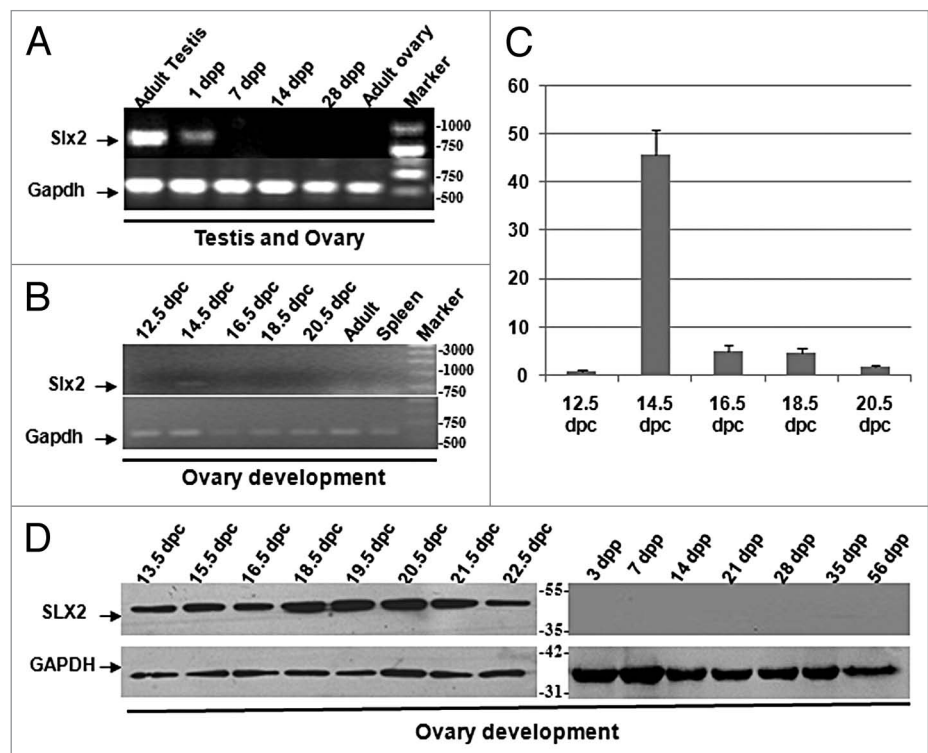 A
Adult Testis
1 dpp
7 dpp
14 dpp
28 dpp
Adult ovary
Marker
Slx2
-1000
-750
Gapdh
-750
-500
Testis and Ovary
B
12.5 dpc
14.5 dpc
16.5 dpc
18.5 dpc
20.5 dpc
Adult
Spleen
Marker
Slx2
-3000
-1000
-750
Gapdh
-750
-500
Ovary development
C
60
50
40
30
20
10
0
12.5 dpc
14.5 dpc
16.5 dpc
18.5 dpc
20.5 dpc
D
13.5 dpc
15.5 dpc
16.5 dpc
18.5 dpc
19.5 dpc
20.5 dpc
21.5 dpc
22.5 dpc
3 dpp
7 dpp
14 dpp
21 dpp
28 dpp
35 dpp
56 dpp
SLX2
-55-
-35-
GAPDH
-42
-31-
Ovary development